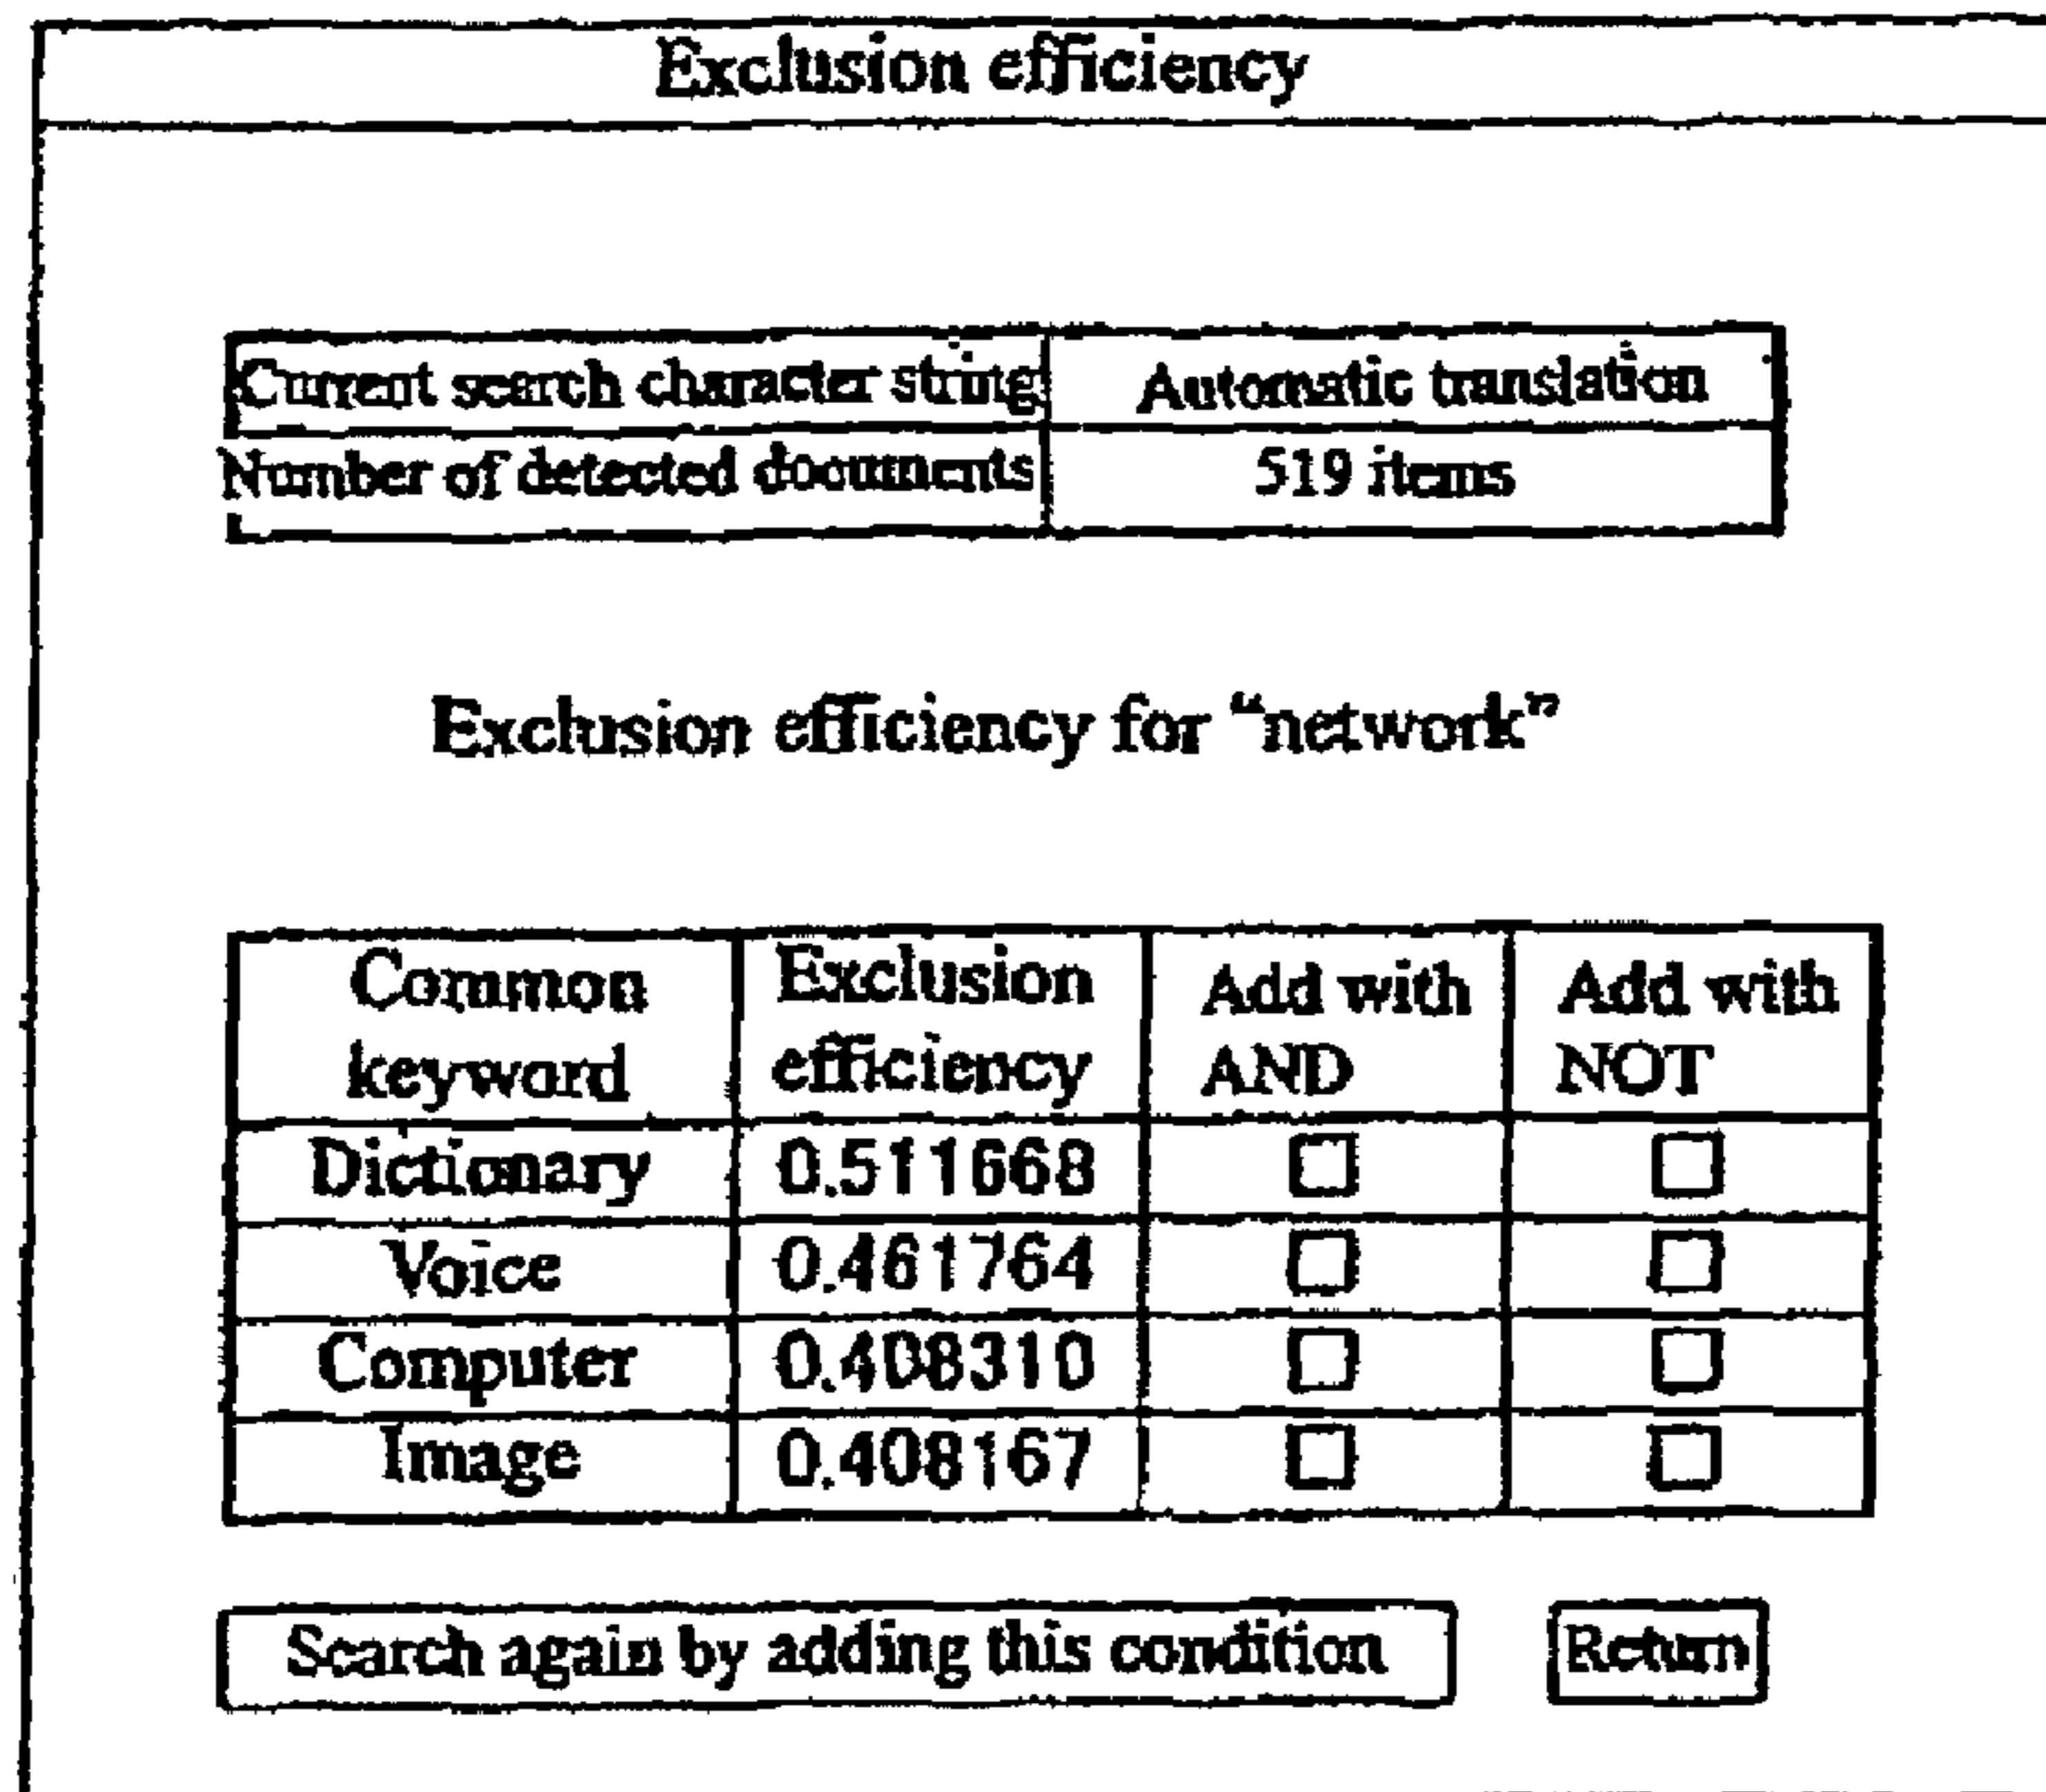 Exclusion efficiency
Current search character string Automatic translation
Number of detected documents 519 items
Exclusion efficiency for “network”
Common Exclusion Add with Add with
keyword efficiency AND NOT
Dictionary 0.511668
Voice 0.461764
Computer 0.408310
Image 0.408167
Search again by adding this condition Return